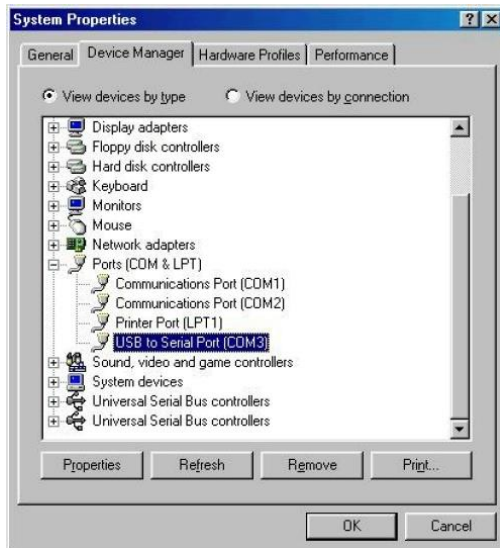 System Properties
General Device Manager Hardware Profiles Performance
View devices by type View devices by connection
Display adapters
Floppy disk controllers
Hard disk controllers
Keyboard
Monitors
Mouse
Network adapters
Ports (COM & LPT)
Communications Port (COM1)
Communications Port (COM2)
Printer Port (LPT1)
USB to Serial Port (COM3)
Sound, video and game controllers
System devices
Universal Serial Bus controllers
Universal Serial Bus controllers
Properties Refresh Remove Print...
OK Cancel